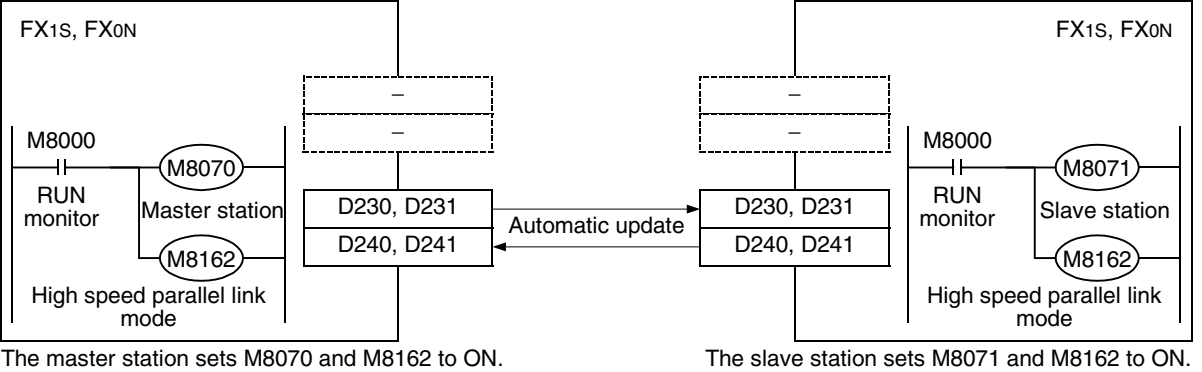 FX1S, FX0N
–
–
M8000
M8070
RUN
monitor
Master station
M8162
High speed parallel link
mode
D230, D231
D240, D241
Automatic update
FX1S, FX0N
–
–
D230, D231
D240, D241
M8000
M8071
RUN
monitor
Slave station
M8162
High speed parallel link
mode
The master station sets M8070 and M8162 to ON.
The slave station sets M8071 and M8162 to ON.